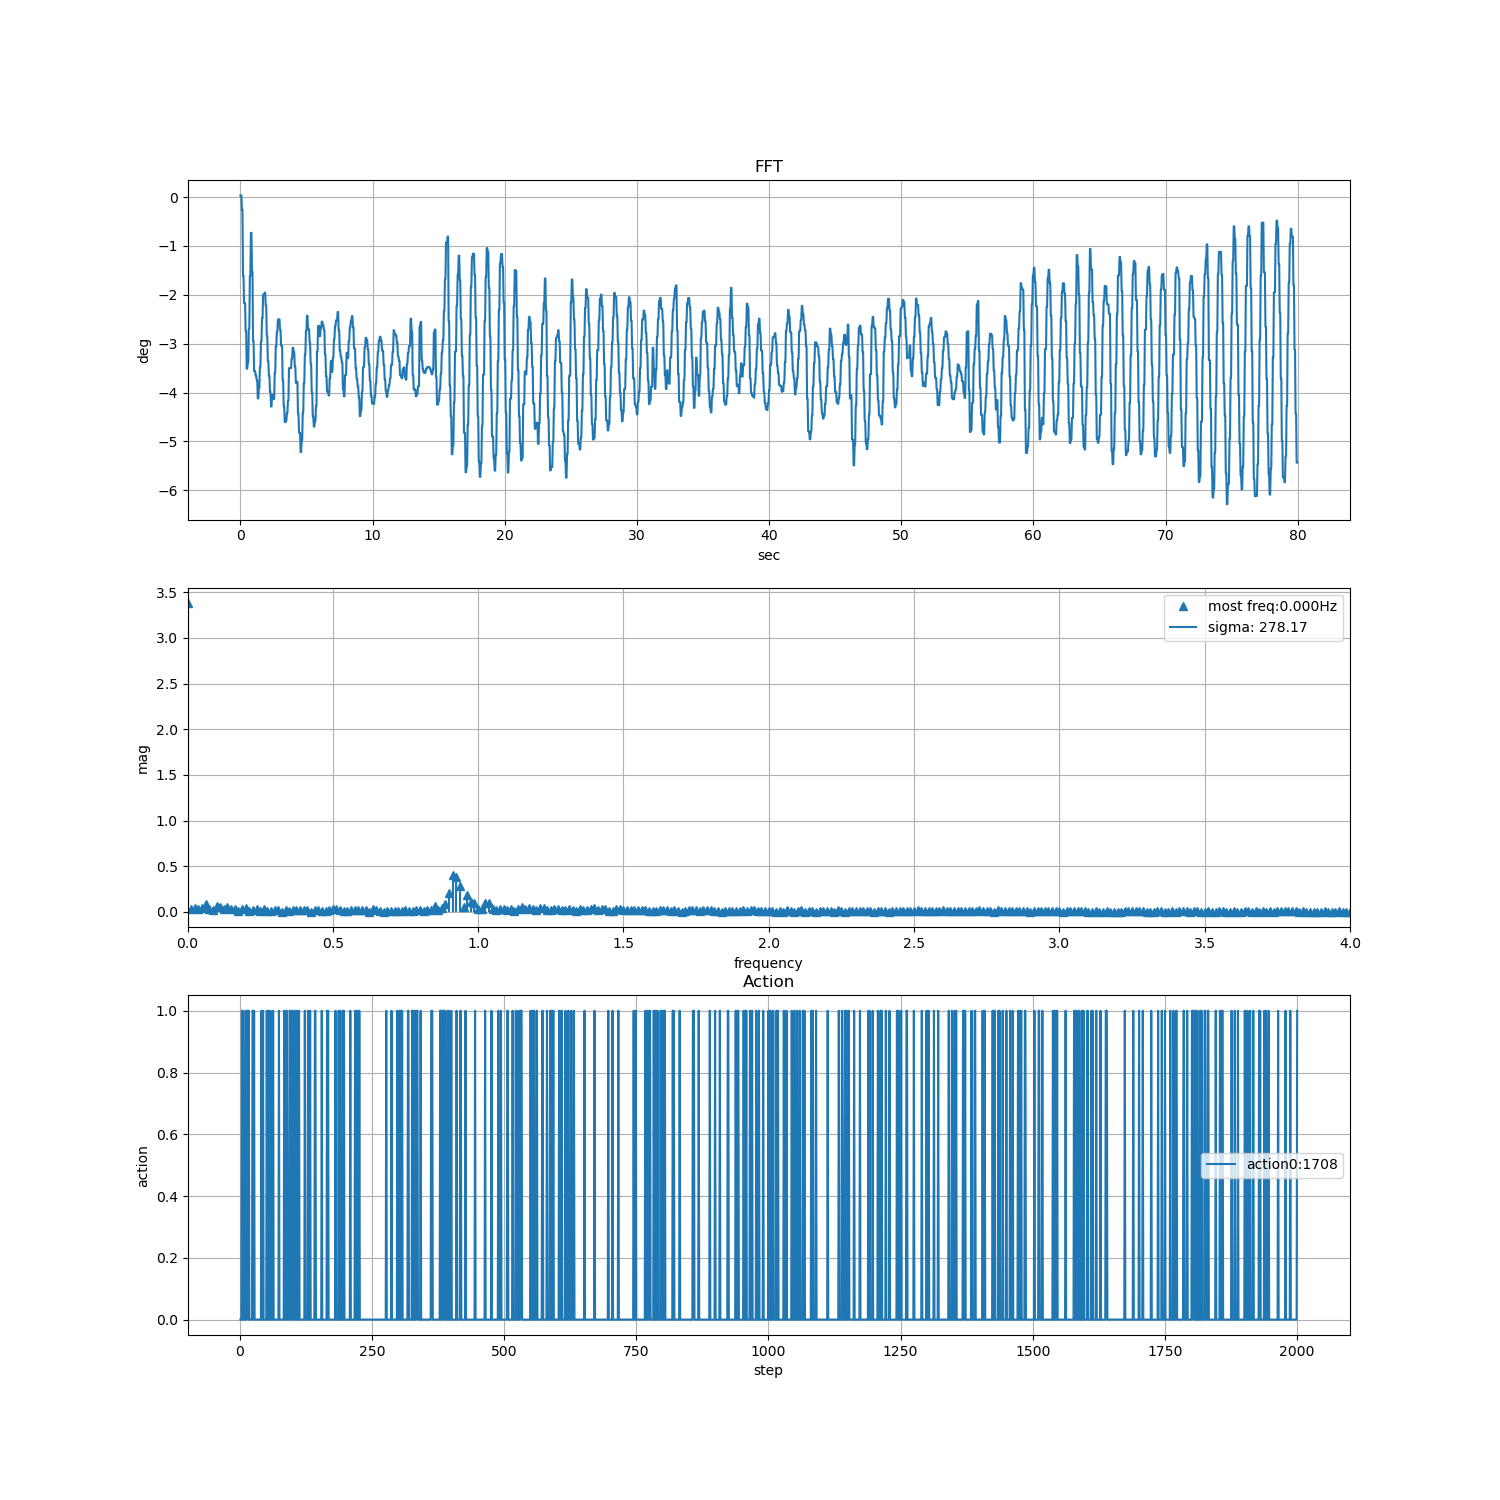 FFT
0
−1
−2
−3
−4
−5
−6
deg
0 10 20 30 40 50 60 70 80
sec
3.5
3.0
2.5
2.0
1.5
1.0
0.5
0.0
mag
most freq:0.000Hz
sigma: 278.17
0.0 0.5 1.0 1.5 2.0 2.5 3.0 3.5 4.0
frequency
Action
1.0
0.8
0.6
0.4
0.2
0.0
action
action0:1708
0 250 500 750 1000 1250 1500 1750 2000
step